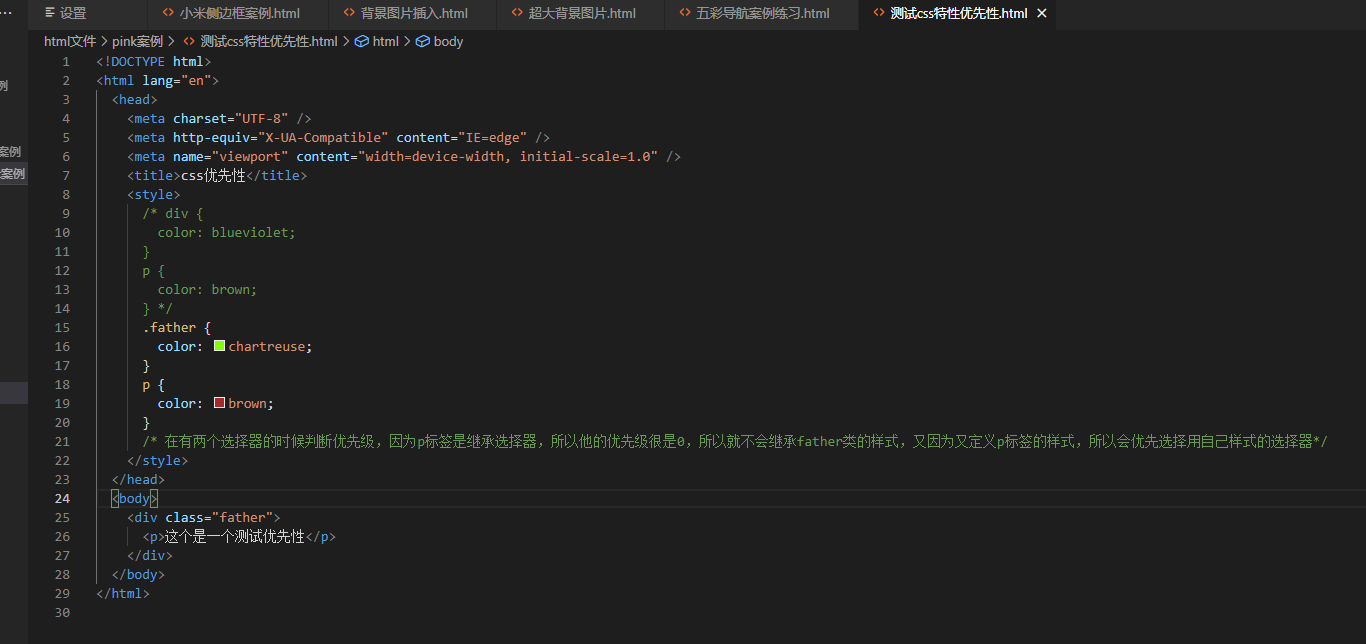 ··· 设置 小米侧边框案例.html 背景图片插入.html 超大背景图片.html 五彩导航案例练习.html 测试css特性优先性.html ×
html文件 > pink案例 > 测试css特性优先性.html > html > body
1 <!DOCTYPE html>
2 <html lang="en">
例
3 <head>
4 <meta charset="UTF-8" />
5 <meta http-equiv="X-UA-Compatible" content="IE=edge" />
案例
6 <meta name="viewport" content="width=device-width, initial-scale=1.0" />
案例
7 <title>css优先性</title>
8 <style>
9 /* div {
10 color: blueviolet;
11 }
12 p {
13 color: brown;
14 } */
15 .father {
16 color: chartreuse;
17 }
18 p {
19 color: brown;
20 }
21 /* 在有两个选择器的时候判断优先级，因为p标签是继承选择器，所以他的优先级很是0，所以就不会继承father类的样式，又因为又定义p标签的样式，所以会优先选择用自己样式的选择器*/
22 </style>
23 </head>
24 <body>
25 <div class="father">
26 <p>这个是一个测试优先性</p>
27 </div>
28 </body>
29 </html>
30